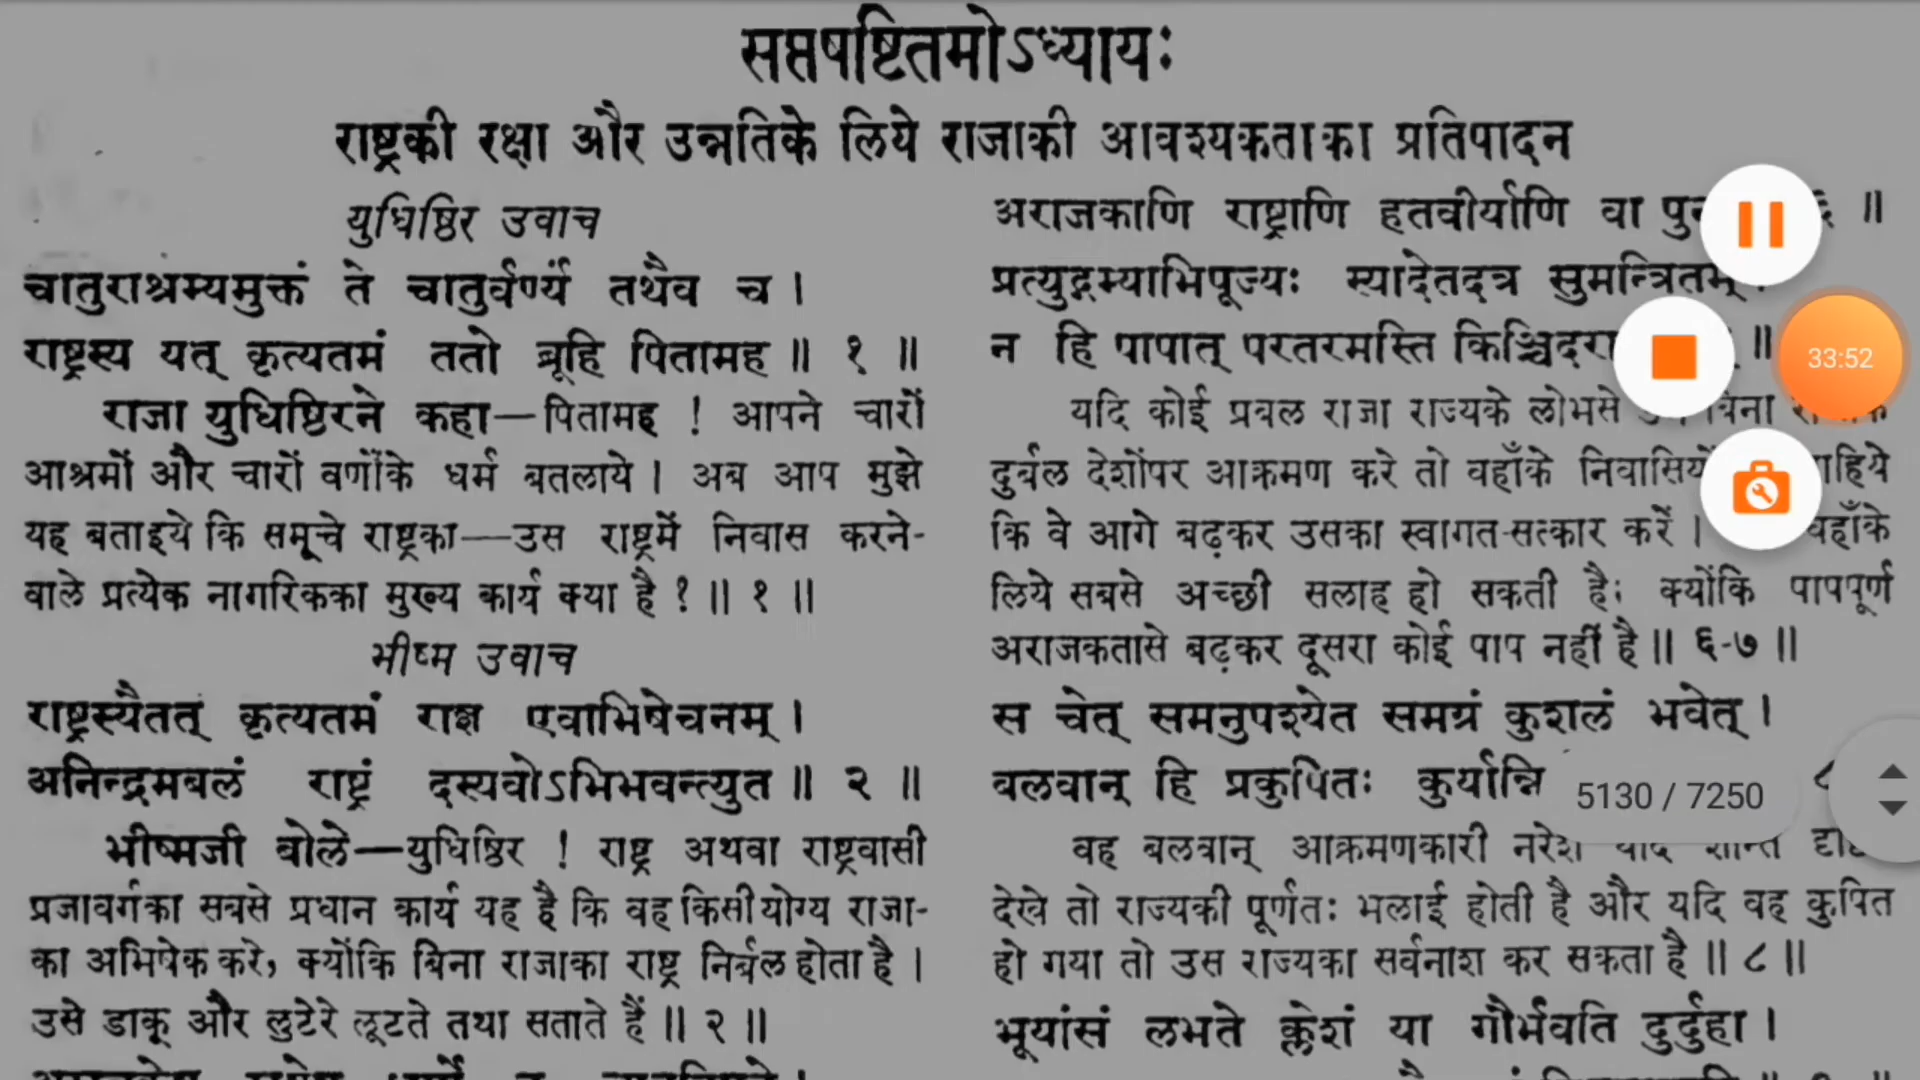 सप्तषष्टितमोऽध्यायः
राष्ट्रकी रक्षा और उन्नतिके लिये राजाकी आवश्यकताका प्रतिपादन
युधिष्ठिर उवाच
चातुराश्रम्यमुक्तं ते चातुर्वर्ण्यं तथैव च ।
राष्ट्रस्य यत् कृत्यतमं ततो ब्रूहि पितामह ॥ १ ॥
राजा युधिष्ठिरने कहा—पितामह ! आपने चारों
आश्रमों और चारों वर्णोंके धर्म बतलाये । अब आप मुझे
यह बताइये कि समूचे राष्ट्रका—उस राष्ट्रमें निवास करने-
वाले प्रत्येक नागरिकका मुख्य कार्य क्या है ? ॥ १ ॥
भीष्म उवाच
राष्ट्रस्यैतत् कृत्यतमं राज्ञ एवाभिषेचनम् ।
अनिन्द्रमबलं राष्ट्रं दस्यवोऽभिभवन्त्युत ॥ २ ॥
भीष्मजी बोले—युधिष्ठिर ! राष्ट्र अथवा राष्ट्रवासी
प्रजावर्गका सबसे प्रधान कार्य यह है कि वह किसी योग्य राजा-
का अभिषेक करे, क्योंकि बिना राजाका राष्ट्र निर्बल होता है ।
उसे डाकू और लुटेरे लूटते तथा सताते हैं ॥ २ ॥
अराजकाणि राष्ट्राणि हतवीर्याणि वा ॥
प्रत्युद्गम्याभिपूज्यः स्यादेतदत्र सुमन्त्रितम्
न हि पापात् परतरमस्ति ॥
यदि कोई प्रबल राजा राज्यके लोभसे
दुर्बल देशोंपर आक्रमण करे तो वहाँके
कि वे आगे बढ़कर उसका स्वागत-सत्कार करें । वहाँके
लिये सबसे अच्छी सलाह हो सकती है; क्योंकि पापपूर्ण
अराजकतासे बढ़कर दूसरा कोई पाप नहीं है ॥ ६-७ ॥
स चेत् समनुपश्येत समग्रं कुशलं भवेत् ।
बलवान् हि प्रकुपितः
वह बलवान् आक्रमणकारी
देखे तो राज्यकी पूर्णतः भलाई होती है और यदि वह कुपित
हो गया तो उस राज्यका सर्वनाश कर सकता है ॥ ८ ॥
भूयांसं लभते क्लेशं या गौर्भवति दुर्दुहा ।
33:52
5130 / 7250